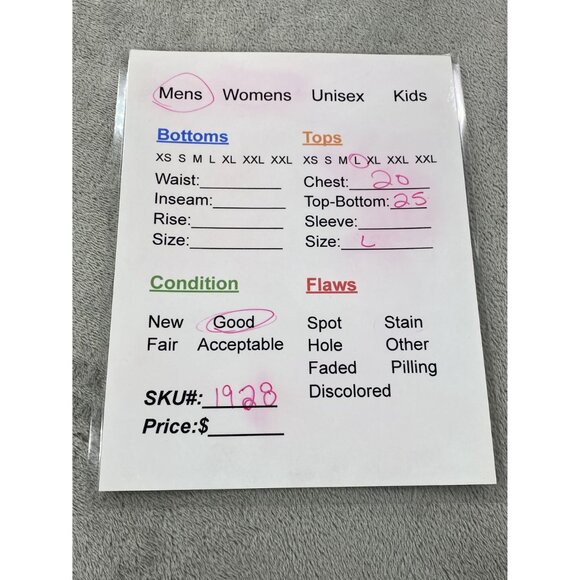 Mens Womens Unisex Kids
Bottoms
XS S M L XL XXL XXL
Waist:
Inseam:
Rise:
Size:
Tops
XS S M L XL XXL XXL
Chest: 20
Top-Bottom: 25
Sleeve:
Size: L
Condition
New Good
Fair Acceptable
SKU#: 1928
Price:$
Flaws
Spot Stain
Hole Other
Faded Pilling
Discolored